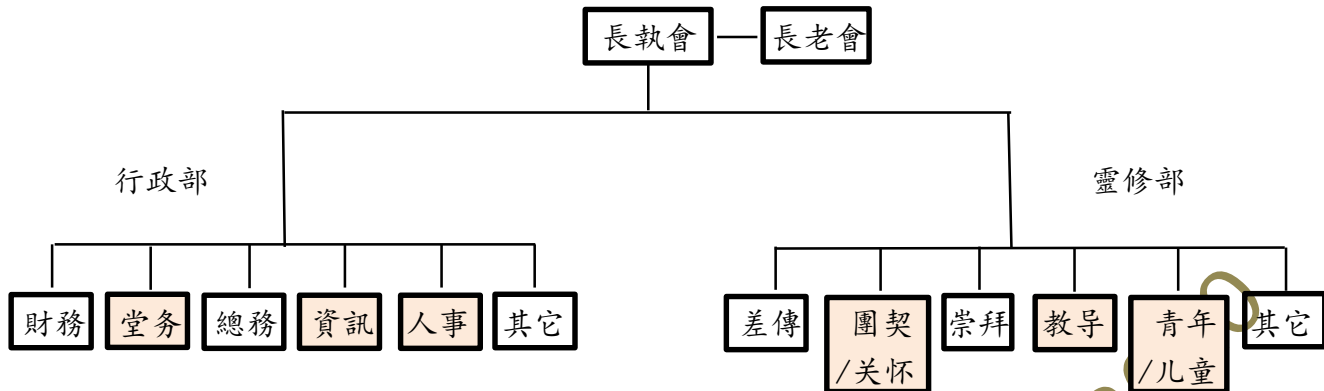 長執會
長老會
行政部
靈修部
財務
堂务
總務
資訊
人事
其它
差傳
團契
/关怀
崇拜
教导
青年
/儿童
其它